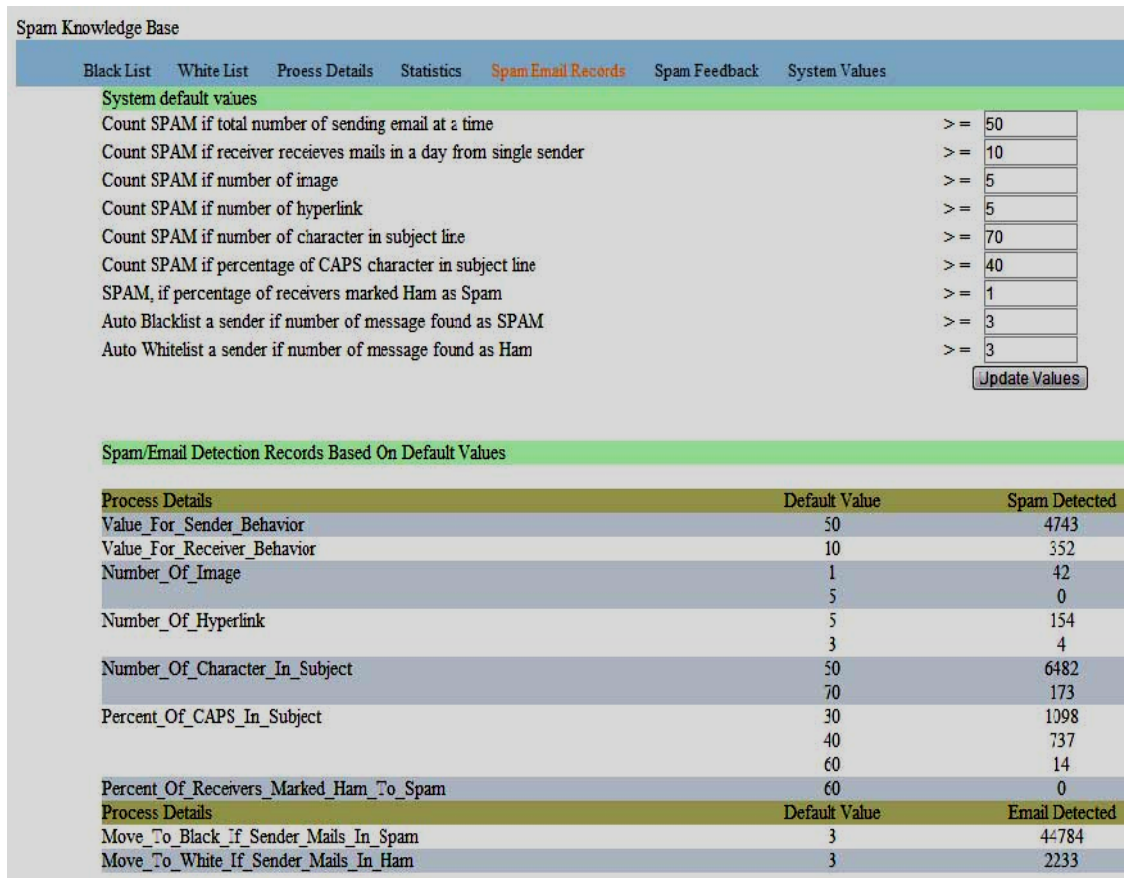 Spam Knowledge Base
Black List White List Proess Details Statistics Spam Email Records Spam Feedback System Values
System default values
Count SPAM if total number of sending email at a time >= 50
Count SPAM if receiver receieves mails in a day from single sender >= 10
Count SPAM if number of image >= 5
Count SPAM if number of hyperlink >= 5
Count SPAM if number of character in subject line >= 70
Count SPAM if percentage of CAPS character in subject line >= 40
SPAM, if percentage of receivers marked Ham as Spam >= 1
Auto Blacklist a sender if number of message found as SPAM >= 3
Auto Whitelist a sender if number of message found as Ham >= 3
Update Values
Spam/Email Detection Records Based On Default Values
Process Details Default Value Spam Detected
Value_For_Sender_Behavior 50 4743
Value_For_Receiver_Behavior 10 352
Number_Of_Image 1 42
5 0
Number_Of_Hyperlink 5 154
3 4
Number_Of_Character_In_Subject 50 6482
70 173
Percent_Of_CAPS_In_Subject 30 1098
40 737
60 14
Percent_Of_Receivers_Marked_Ham_To_Spam 60 0
Process Details Default Value Email Detected
Move_To_Black_If_Sender_Mails_In_Spam 3 44784
Move_To_White_If_Sender_Mails_In_Ham 3 2233